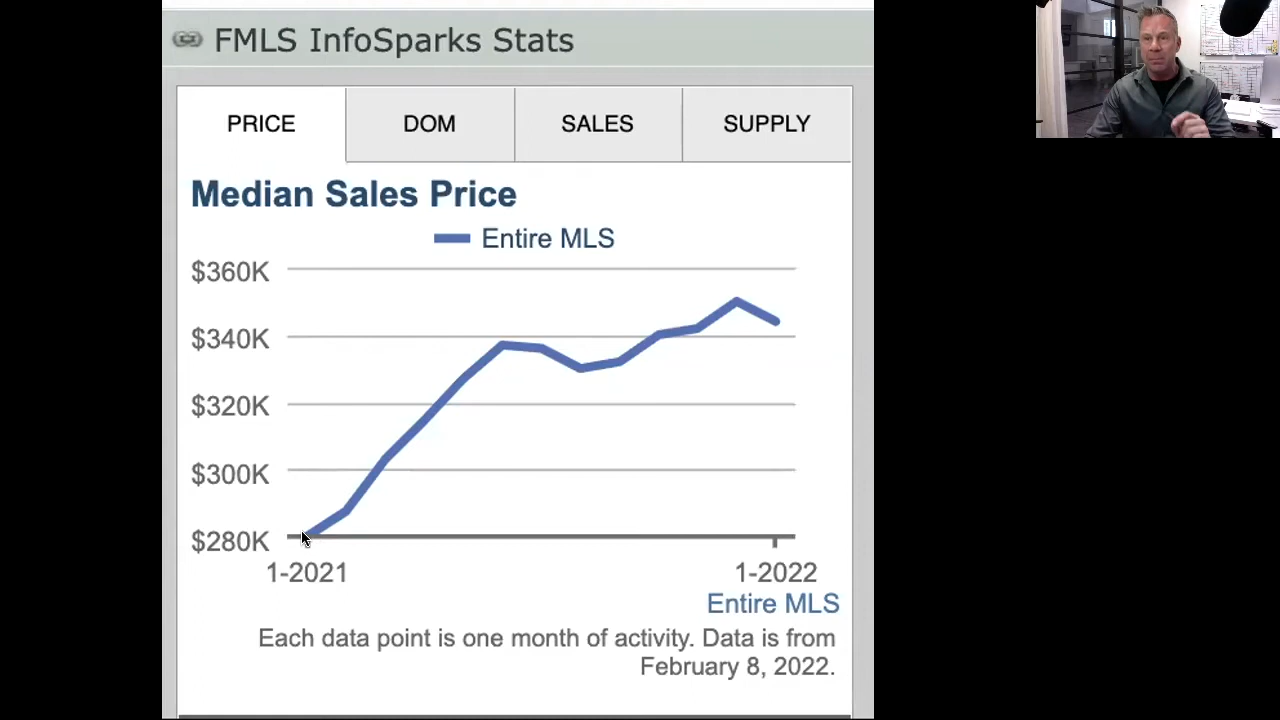 FMLS InfoSparks Stats
PRICE DOM SALES SUPPLY
Median Sales Price
Entire MLS
$360K
$340K
$320K
$300K
$280K
1-2021 1-2022
Entire MLS
Each data point is one month of activity. Data is from
February 8, 2022.